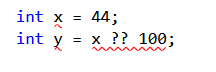 int x = 44;
int y = x ?? 100;